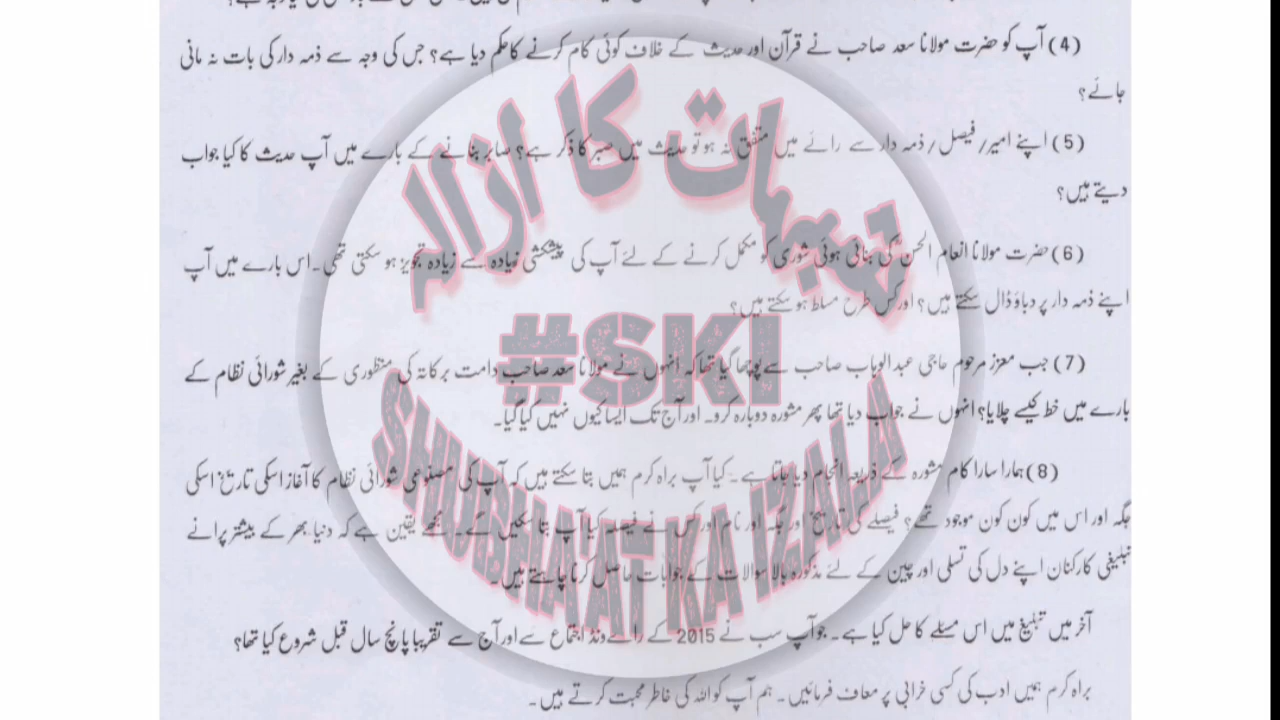 (4) آپ کو حضرت مولانا سعد صاحب نے قرآن اور حدیث کے خلاف کوئی کام کرنے کا حکم دیا ہے؟ جس کی وجہ سے ذمہ دار کی بات نہ مانی
جائے؟
(5) اپنے امیر/ فیصل/ ذمہ دار سے رائے میں متفق نہ ہو تو حدیث میں صبر کا ذکر ہے؟ صابر بنانے کے بارے میں آپ حدیث کا کیا جواب
دیتے ہیں؟
(6) حضرت مولانا انعام الحسنؒ کی بنائی ہوئی شوریٰ کو مکمل کرنے کے لئے آپ کی پیشکشی زیادہ سے زیادہ تجویز ہو سکتی تھی۔ اس بارے میں آپ
اپنے ذمہ دار پر دباؤ ڈال سکتے ہیں؟ اور کس طرح مسلط ہو سکتے ہیں؟
(7) جب معزز مرحوم حاجی عبد الوہاب صاحب سے پوچھا گیا تھا کہ انہوں نے مولانا سعد صاحب دامت برکاتہ کی منظوری کے بغیر شورائی نظام کے
بارے میں خط کیسے چلایا؟ انہوں نے جواب دیا تھا پھر مشورہ دوبارہ کرو۔ اور آج تک ایسا کیوں نہیں کیا گیا۔
(8) ہمارا سارا کام مشورہ کے ذریعہ انجام دیا جاتا ہے۔ کیا آپ براہ کرم ہمیں بتا سکتے ہیں کہ آپ کی مصنوعی شورائی نظام کا آغاز اسکی تاریخ اسکی
جگہ اور اس میں کون کون موجود تھے؟ فیصلے کی تاریخ اور جگہ اور نام اور کس نے فیصلہ کیا آپ بتا سکیں گے۔ مجھے یقین ہے کہ دنیا بھر کے بیشتر پرانے
تبلیغی کارکنان اپنے دل کی تسلی اور چین کے لئے مذکورہ بالا سوالات کے جوابات حاصل کرنا چاہتے ہیں۔
آخر میں تبلیغ میں اس مسئلے کا حل کیا ہے۔ جو آپ سب نے 2015 کے رائے ونڈ اجتماع سے اور آج سے تقریبا پانچ سال قبل شروع کیا تھا؟
براہ کرم ہمیں ادب کی کسی خرابی پر معاف فرمائیں۔ ہم آپ کو اللہ کی خاطر محبت کرتے ہیں۔
شبہات کا ازالہ
#SKI
SHUBHAAT KA IZALA